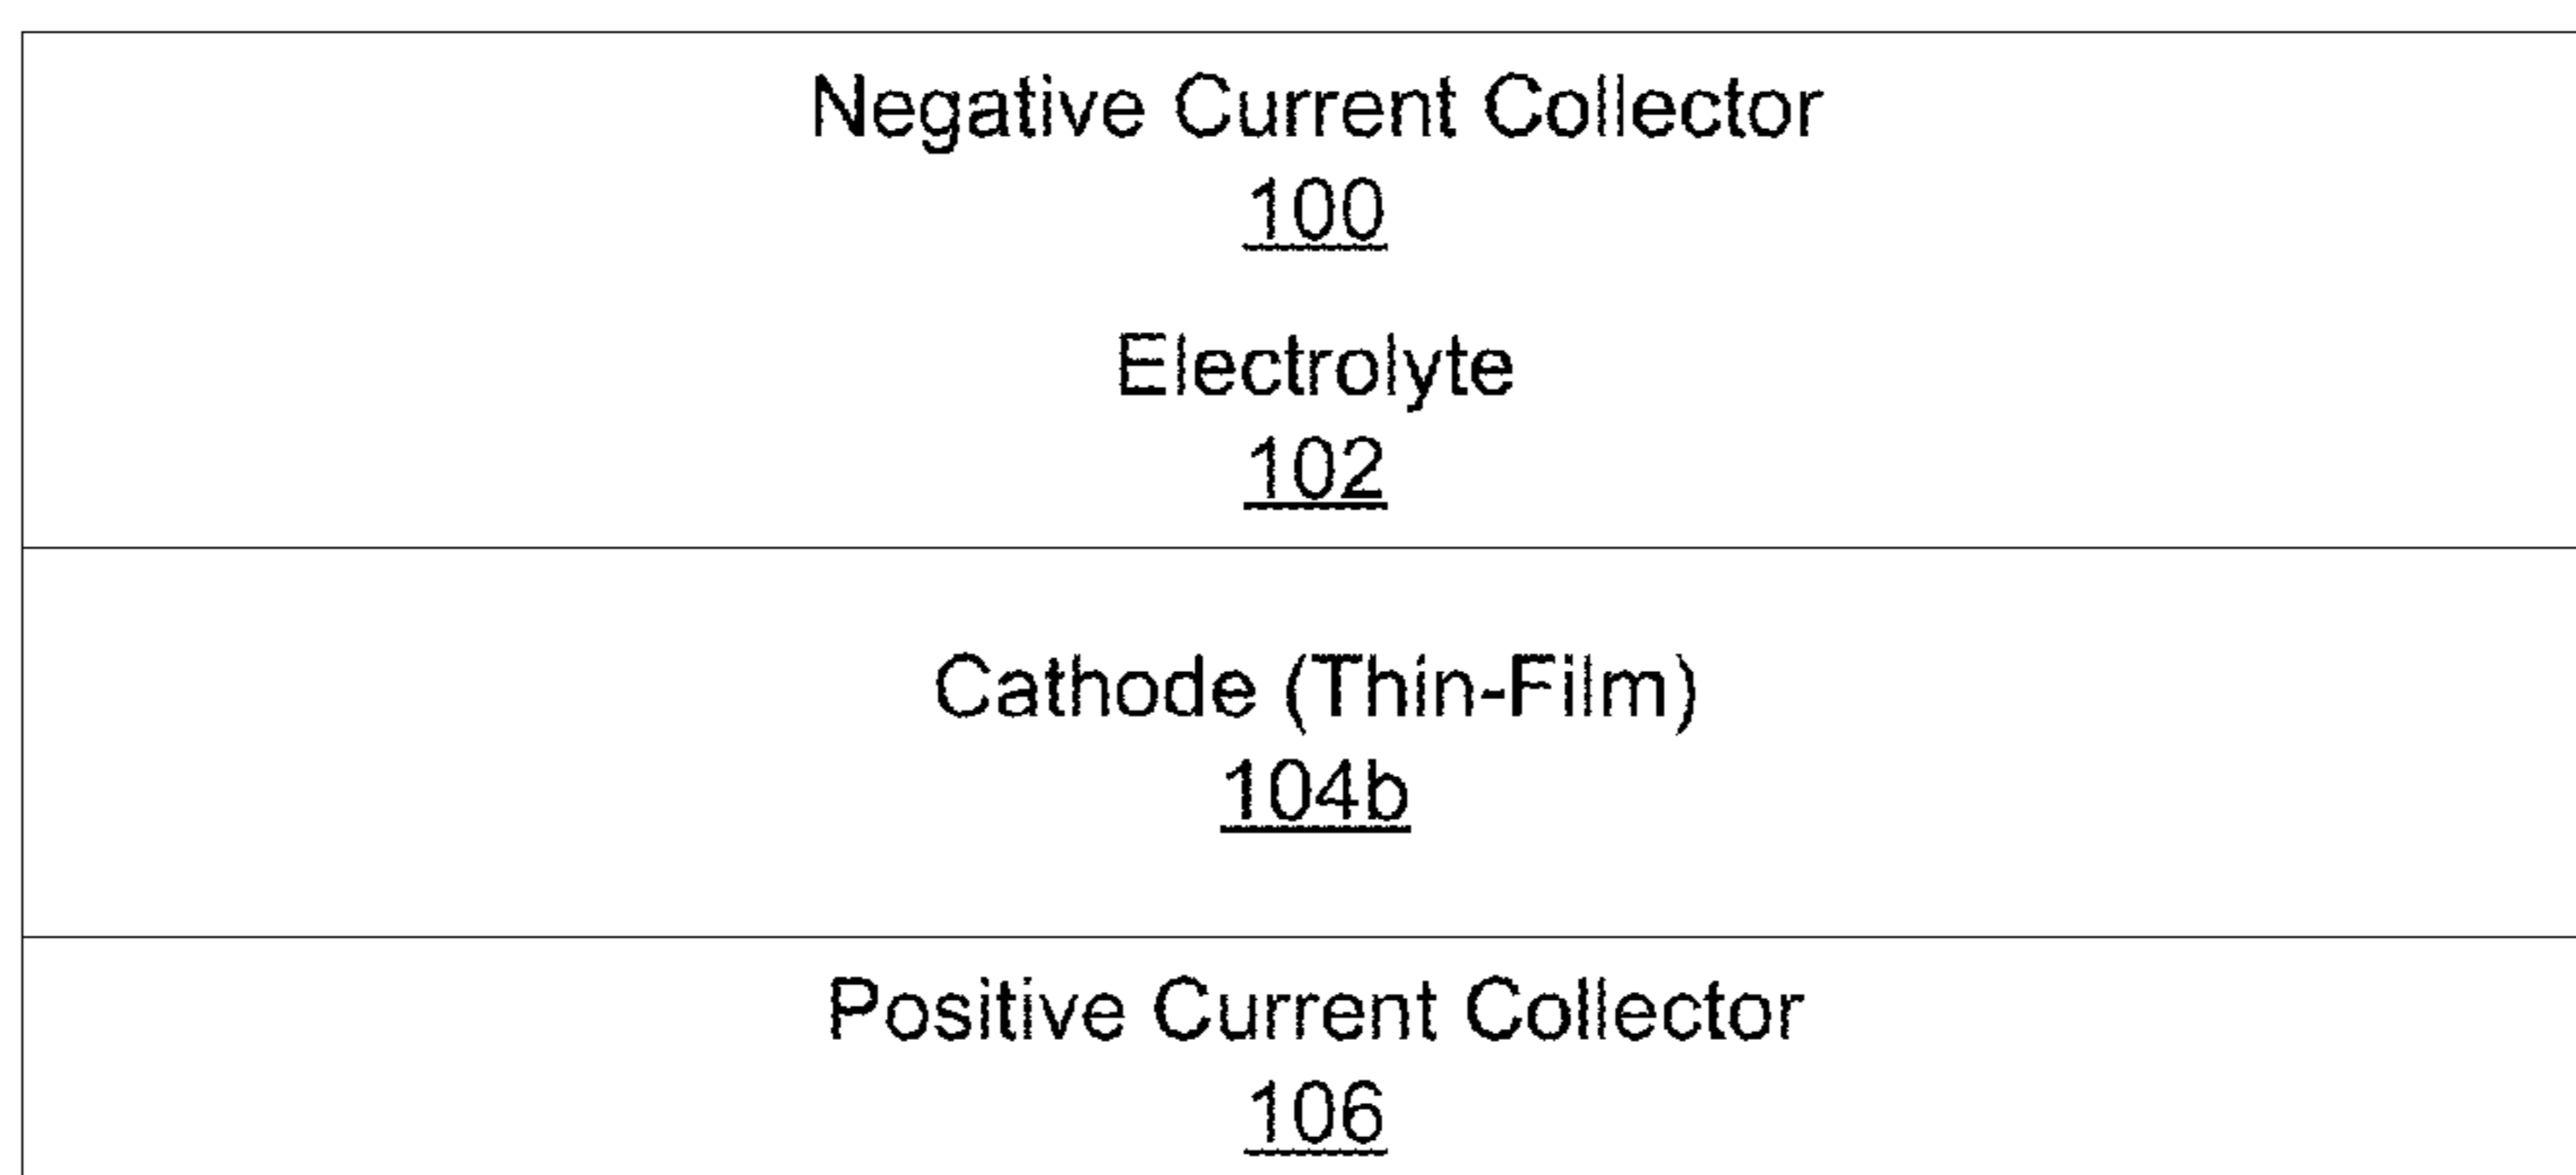 Negative Current Collector
100
Electrolyte
102
Cathode (Thin-Film)
104b
Positive Current Collector
106